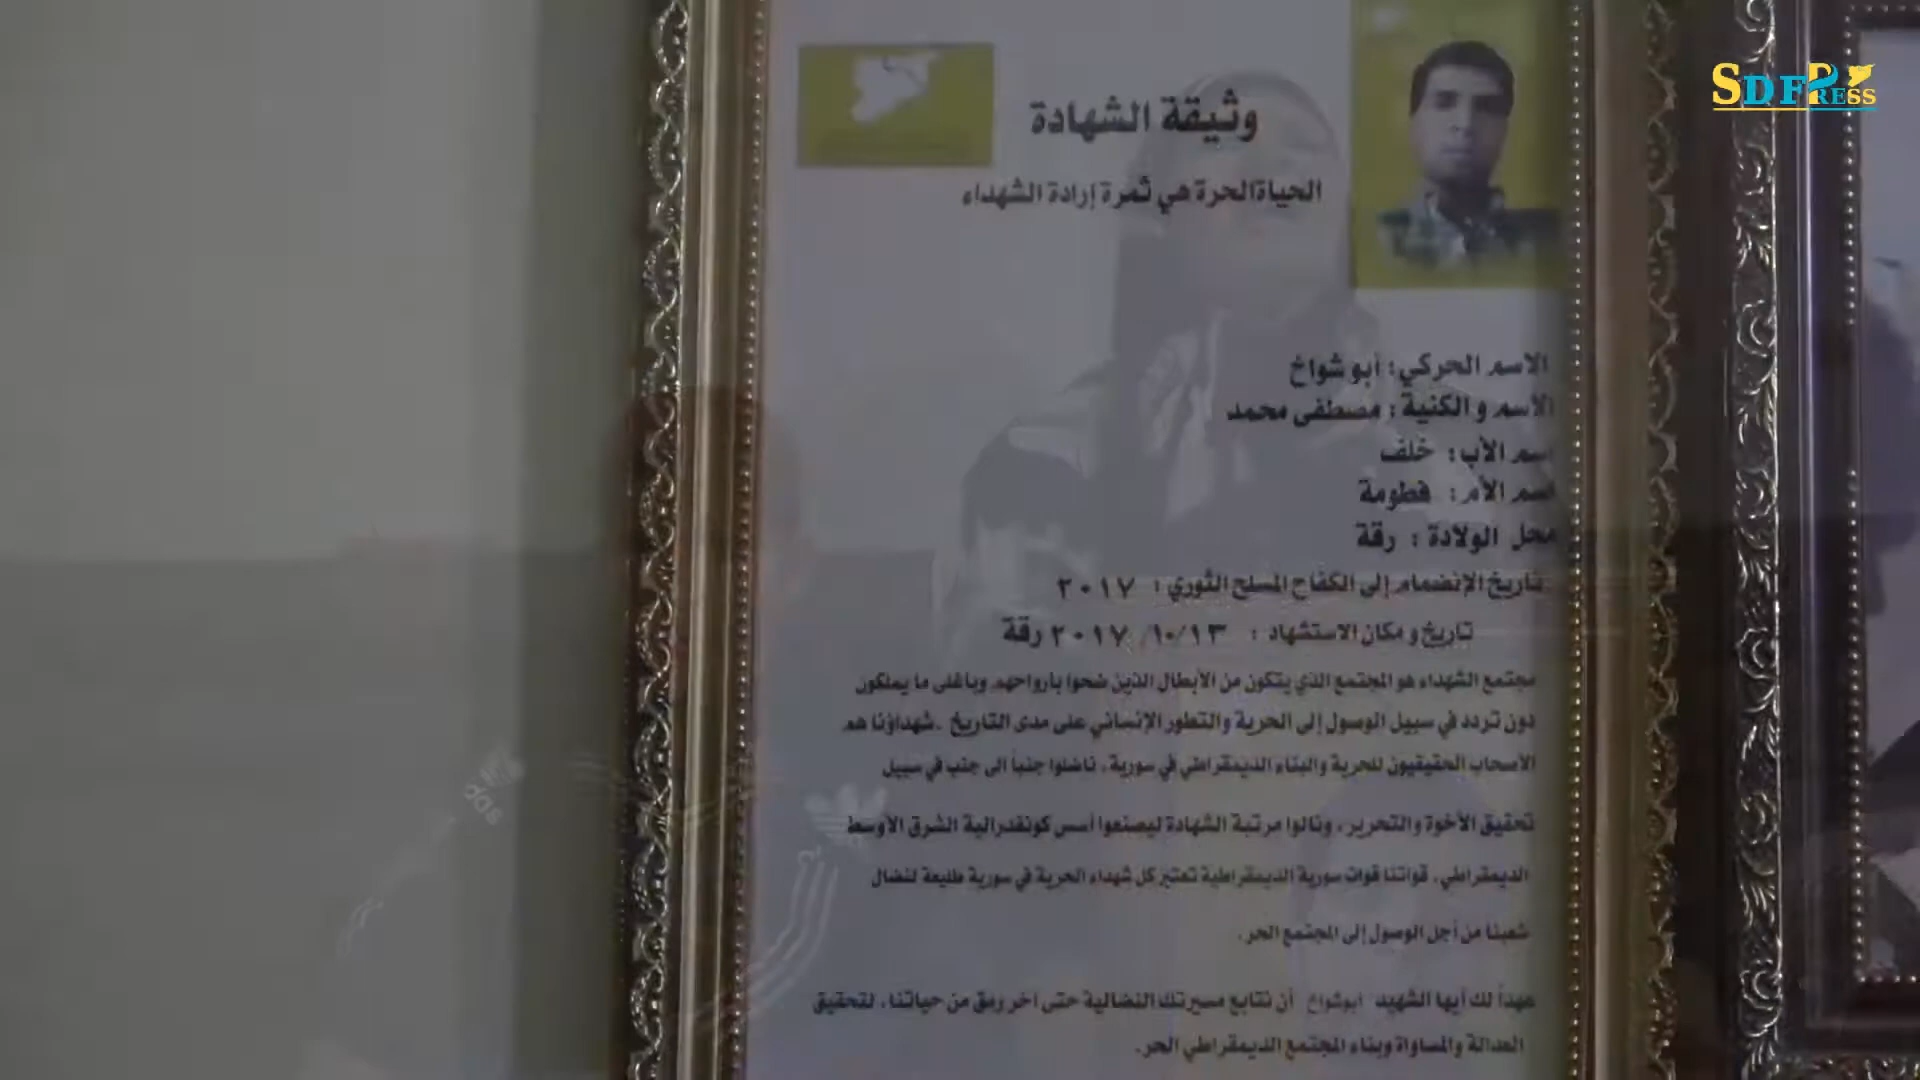 SDF PRESS
وثيقة الشهادة
الحياة الحرة هي ثمرة إرادة الشهداء
الاسم الحركي: أبو شواخ
الاسم والكنية: مصطفى محمد
اسم الأب: خلف
اسم الأم: فطومة
محل الولادة: رقة
تاريخ الإنضمام إلى الكفاح المسلح الثوري: ٢٠١٧
تاريخ و مكان الاستشهاد: ١٣/١٠/٢٠١٧ رقة
مجتمع الشهداء هو المجتمع الذي يتكون من الأبطال الذين ضحوا بارواحهم وباغلى ما يملكون
دون تردد في سبيل الوصول إلى الحرية والتطور الإنساني على مدى التاريخ .شهداؤنا هم
الاصحاب الحقيقيون للحرية والبناء الديمقراطي في سورية، ناضلوا جنباً الى جنب في سبيل
تحقيق الأخوة والتحرير، ونالوا مرتبة الشهادة ليصنعوا أسس كونفدرالية الشرق الأوسط
الديمقراطي، قواتنا قوات سورية الديمقراطية تعتبر كل شهداء الحرية في سورية طليعة لنضال
شعبنا من أجل الوصول إلى المجتمع الحر.
عهداً لك أيها الشهيد ابوشواخ أن نتابع مسيرتك النضالية حتى آخر رمق من حياتنا، لتحقيق
العدالة والمساواة وبناء المجتمع الديمقراطي الحر.